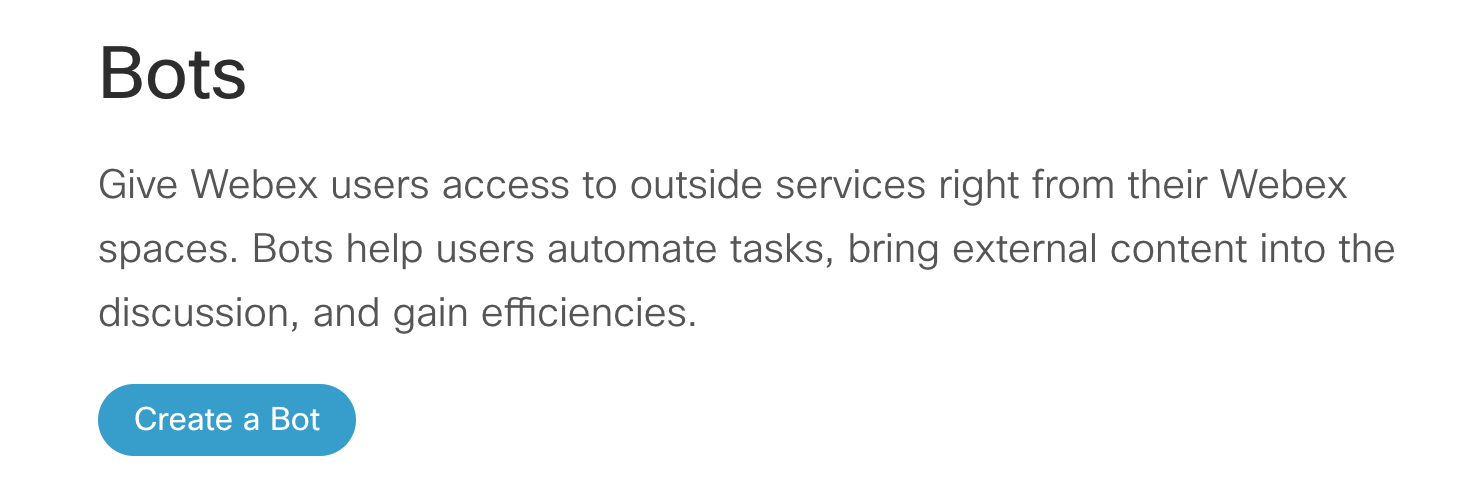 Bots
Give Webex users access to outside services right from their Webex
spaces. Bots help users automate tasks, bring external content into the
discussion, and gain efficiencies.
Create a Bot